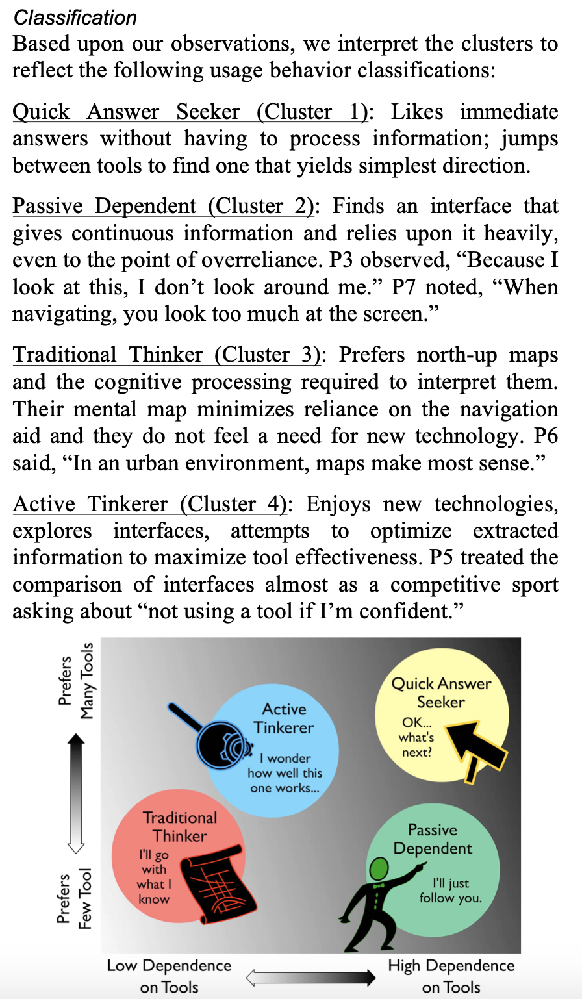 Classification
Based upon our observations, we interpret the clusters to
reflect the following usage behavior classifications:
Quick Answer Seeker (Cluster 1): Likes immediate
answers without having to process information; jumps
between tools to find one that yields simplest direction.
Passive Dependent (Cluster 2): Finds an interface that
gives continuous information and relies upon it heavily,
even to the point of overreliance. P3 observed, “Because I
look at this, I don’t look around me.” P7 noted, “When
navigating, you look too much at the screen.”
Traditional Thinker (Cluster 3): Prefers north-up maps
and the cognitive processing required to interpret them.
Their mental map minimizes reliance on the navigation
aid and they do not feel a need for new technology. P6
said, “In an urban environment, maps make most sense.”
Active Tinkerer (Cluster 4): Enjoys new technologies,
explores interfaces, attempts to optimize extracted
information to maximize tool effectiveness. P5 treated the
comparison of interfaces almost as a competitive sport
asking about “not using a tool if I’m confident.”
Prefers
Many Tools
Quick Answer
Seeker
OK...
what's
next?
Active
Tinkerer
I wonder
how well this
one works...
Traditional
Thinker
I'll go
with
what I
know
Passive
Dependent
I'll just
follow you.
Prefers
Few Tool
Low Dependence
on Tools
High Dependence
on Tools